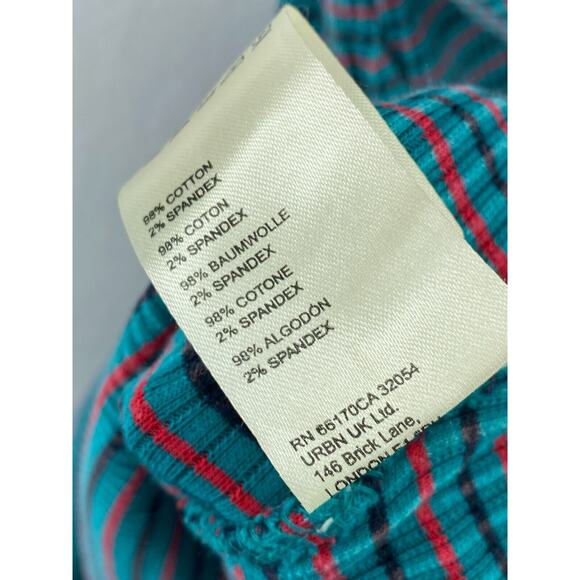 98% COTTON
2% SPANDEX
98% COTON
2% SPANDEX
98% BAUMWOLLE
2% SPANDEX
98% COTONE
2% SPANDEX
98% ALGODÓN
2% SPANDEX
RN 66170CA 32054
URBN UK Ltd.
146 Brick Lane,
LONDON